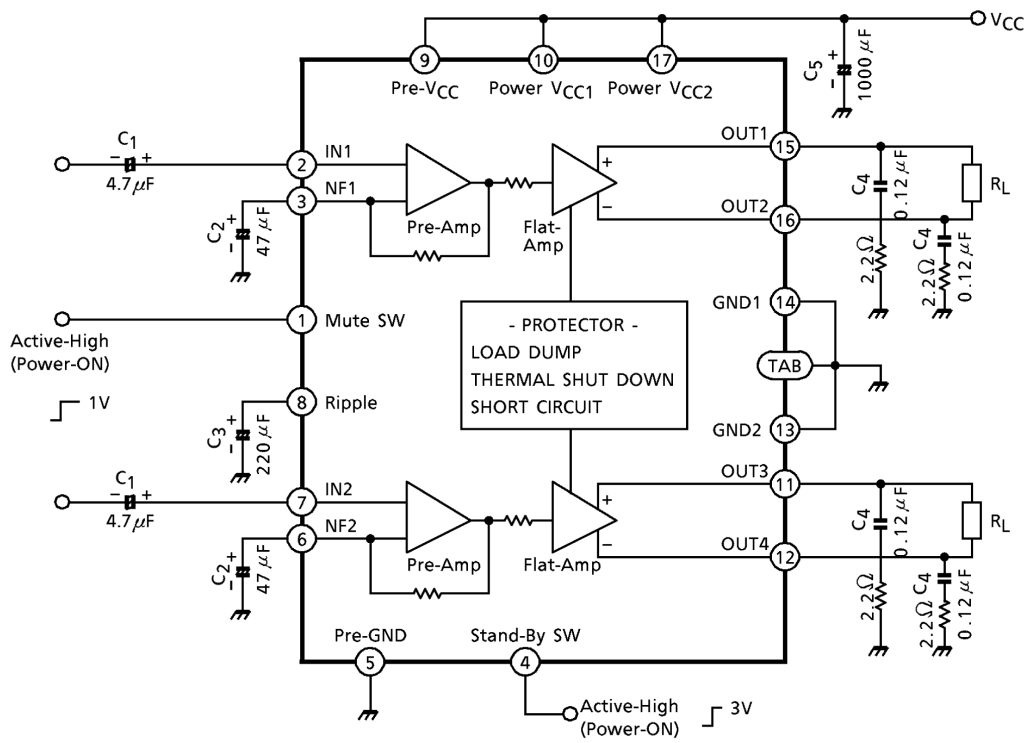 VCC
9
10
17
Pre-VCC
Power VCC1
Power VCC2
C5
+
−
1000 μF
C1
− +
4.7 μF
2
IN1
3
NF1
C2
+
−
47 μF
Pre-Amp
Flat-
Amp
+
−
OUT1
15
OUT2
16
C4
0.12 μF
2.2Ω
C4
0.12 μF
2.2Ω
RL
1
Mute SW
Active-High
(Power-ON)
1V
8
Ripple
C3
+
−
220 μF
- PROTECTOR -
LOAD DUMP
THERMAL SHUT DOWN
SHORT CIRCUIT
GND1
14
TAB
GND2
13
C1
− +
4.7 μF
7
IN2
6
NF2
C2
+
−
47 μF
Pre-Amp
Flat-Amp
+
−
OUT3
11
OUT4
12
C4
0.12 μF
2.2Ω
C4
0.12 μF
2.2Ω
RL
Pre-GND
5
Stand-By SW
4
Active-High
(Power-ON)
3V